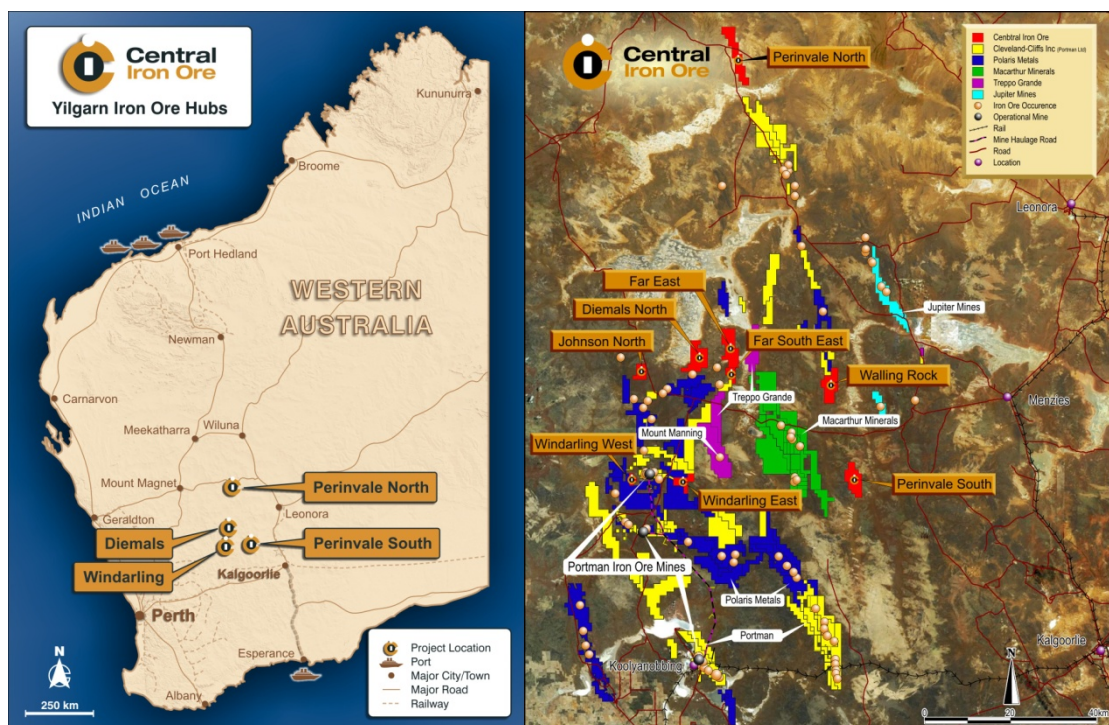 Central
Iron Ore
Yilgarn Iron Ore Hubs
Kununurra
Broome
INDIAN OCEAN
Port Hedland
WESTERN
AUSTRALIA
Newman
Carnarvon
Meekatharra
Wiluna
Mount Magnet
Perinvale North
Leonora
Geraldton
Diemals
Perinvale South
Windarling
Kalgoorlie
Perth
Esperance
Albany
N
250 km
Project Location
Port
Major City/Town
Major Road
Railway
Central
Iron Ore
Perinvale North
Centbtral Iron Ore
Cleveland-Cliffs Inc (Portman Ltd)
Polaris Metals
Macarthur Minerals
Treppo Grande
Jupiter Mines
Iron Ore Occurence
Operational Mine
Rail
Mine Haulage Road
Road
Location
Leonora
Far East
Diemals North
Jupiter Mines
Johnson North
Far South East
Walling Rock
Treppo Grande
Menzies
Macarthur Minerals
Mount Manning
Windarling West
Perinvale South
Windarling East
Portman Iron Ore Mines
Polaris Metals
Portman
Kalgoorlie
Koolyanobbing
N
0 20 40km